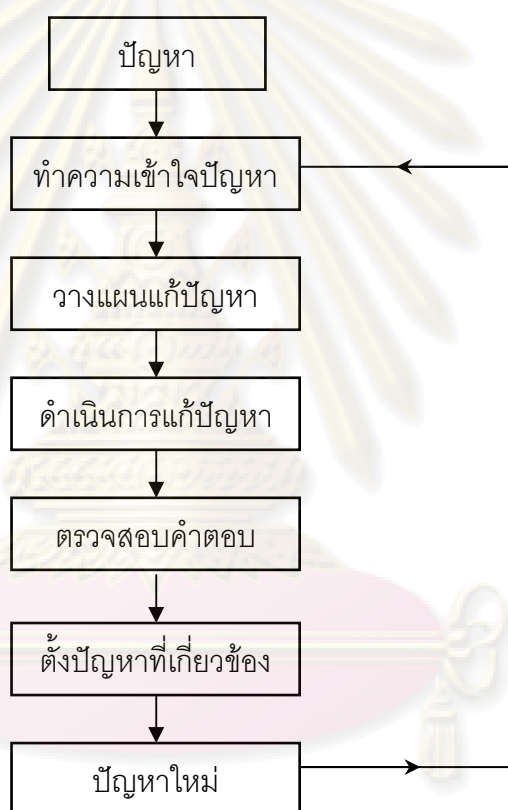 ปัญหา
ทำความเข้าใจปัญหา
วางแผนแก้ปัญหา
ดำเนินการแก้ปัญหา
ตรวจสอบคำตอบ
ตั้งปัญหาที่เกี่ยวข้อง
ปัญหาใหม่